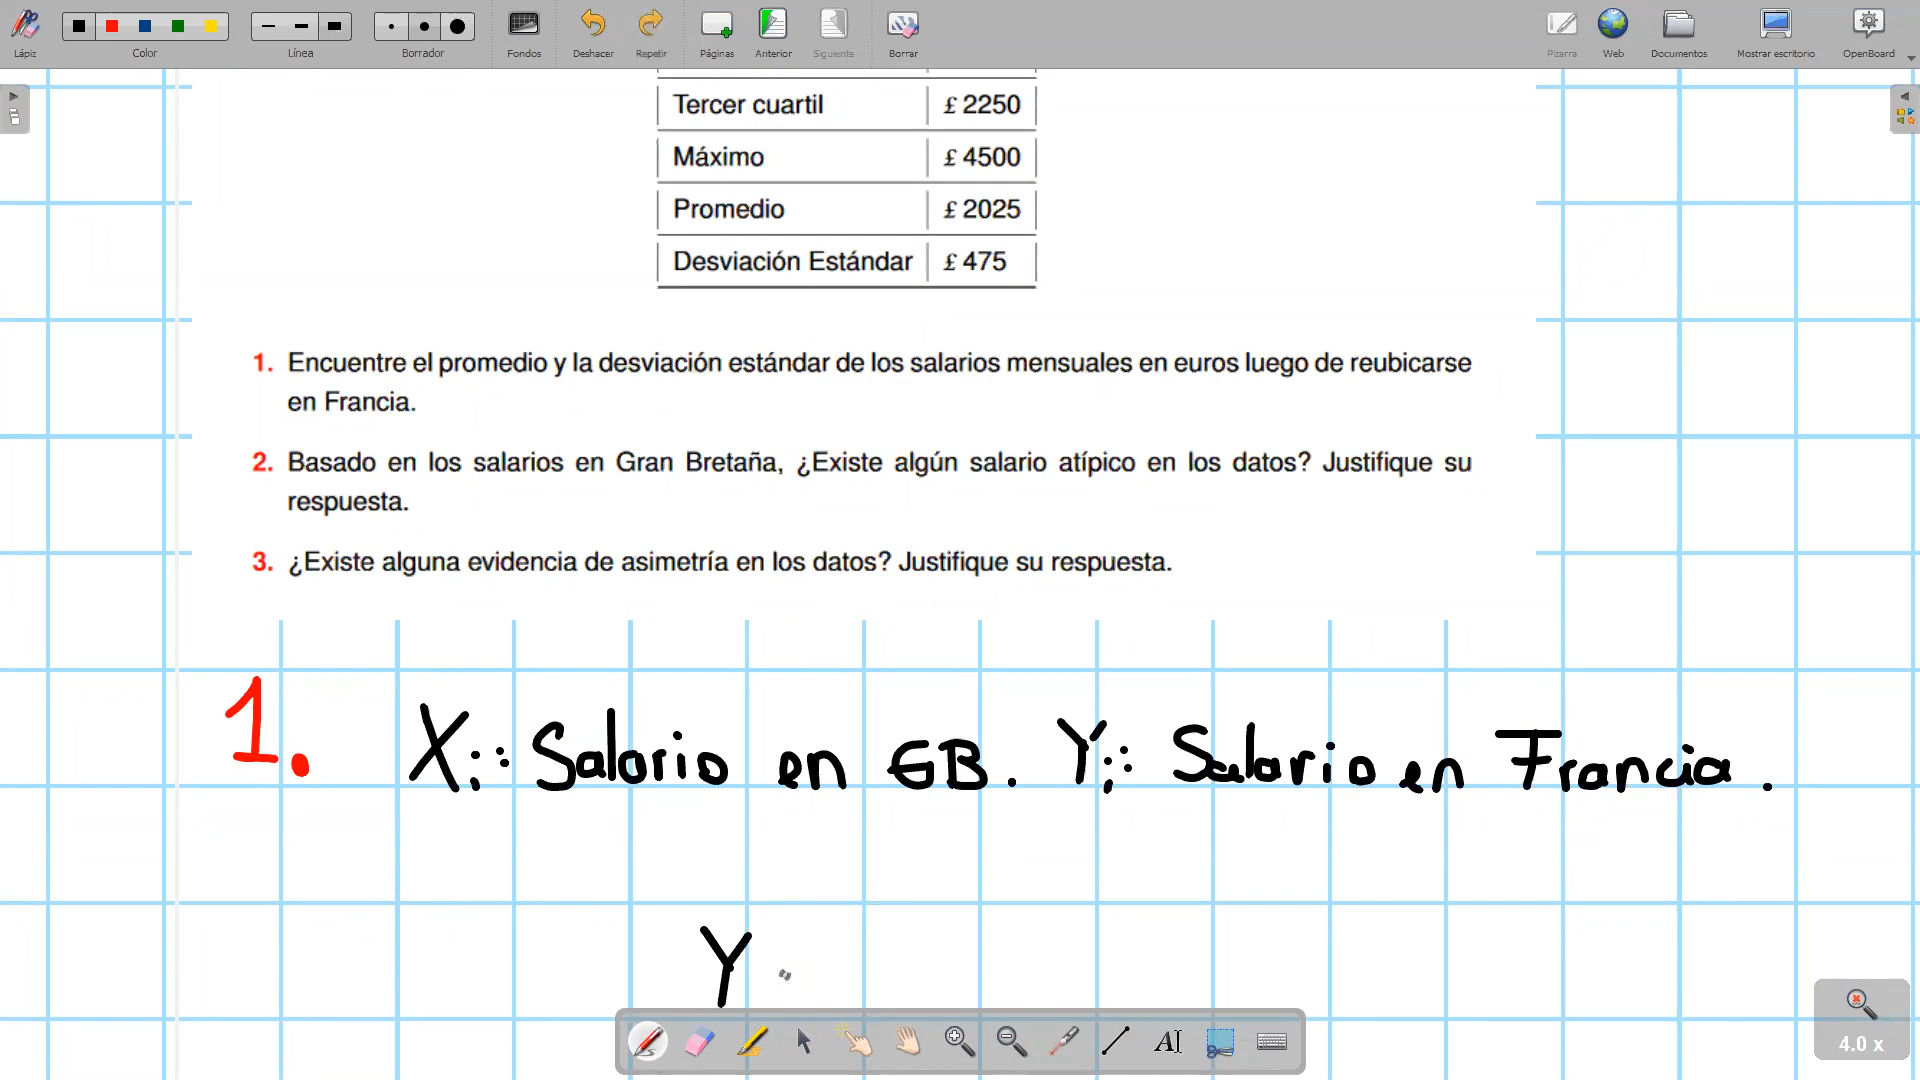 Lápiz
Color
Línea
Borrador
Fondos
Deshacer
Repetir
Páginas
Anterior
Siguiente
Borrar
Pizarra
Web
Documentos
Mostrar escritorio
OpenBoard
Tercer cuartil £ 2250
Máximo £ 4500
Promedio £ 2025
Desviación Estándar £ 475
1. Encuentre el promedio y la desviación estándar de los salarios mensuales en euros luego de reubicarse
en Francia.
2. Basado en los salarios en Gran Bretaña, ¿Existe algún salario atípico en los datos? Justifique su
respuesta.
3. ¿Existe alguna evidencia de asimetría en los datos? Justifique su respuesta.
1. Xi: Salario en GB. Yi: Salario en Francia.
Y
AI
4.0 x